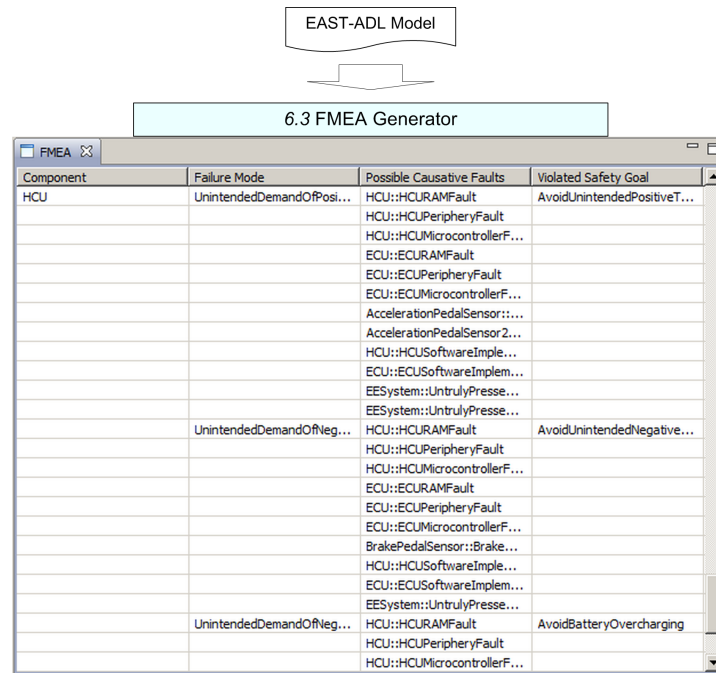 EAST-ADL Model
6.3 FMEA Generator
FMEA
Component Failure Mode Possible Causative Faults Violated Safety Goal
HCU UnintendedDemandOfPosi... HCU::HCURAMFault AvoidUnintendedPositiveT...
HCU::HCUPeripheryFault
HCU::HCUMicrocontrollerF...
ECU::ECURAMFault
ECU::ECUPeripheryFault
ECU::ECUMicrocontrollerF...
AccelerationPedalSensor::...
AccelerationPedalSensor2...
HCU::HCUSoftwareImple...
ECU::ECUSoftwareImplem...
EESystem::UntrulyPresse...
EESystem::UntrulyPresse...
UnintendedDemandOfNeg... HCU::HCURAMFault AvoidUnintendedNegative...
HCU::HCUPeripheryFault
HCU::HCUMicrocontrollerF...
ECU::ECURAMFault
ECU::ECUPeripheryFault
ECU::ECUMicrocontrollerF...
BrakePedalSensor::Brake...
HCU::HCUSoftwareImple...
ECU::ECUSoftwareImplem...
EESystem::UntrulyPresse...
UnintendedDemandOfNeg... HCU::HCURAMFault AvoidBatteryOvercharging
HCU::HCUPeripheryFault
HCU::HCUMicrocontrollerF...